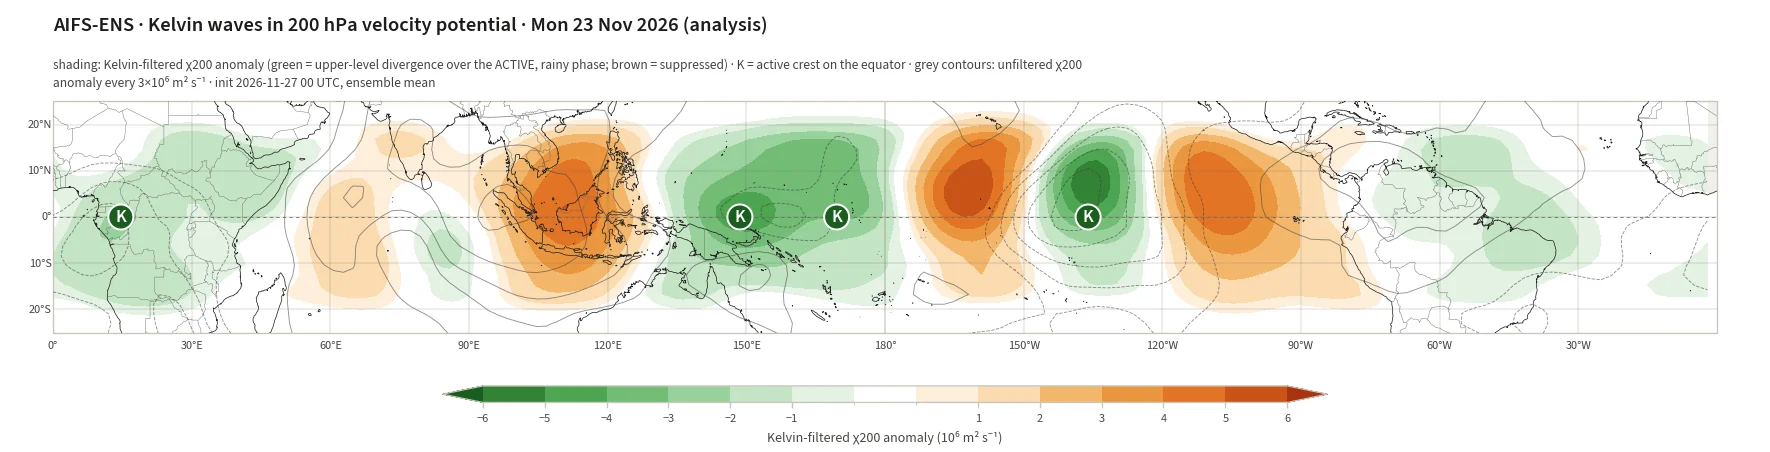 AIFS-ENS · Kelvin waves in 200 hPa velocity potential · Mon 23 Nov 2026 (analysis)
shading: Kelvin-filtered χ200 anomaly (green = upper-level divergence over the ACTIVE, rainy phase; brown = suppressed) · K = active crest on the equator · grey contours: unfiltered χ200
anomaly every 3×10⁶ m² s⁻¹ · init 2026-11-27 00 UTC, ensemble mean
20°N
10°N
0°
10°S
20°S
K K K K
0° 30°E 60°E 90°E 120°E 150°E 180° 150°W 120°W 90°W 60°W 30°W
−6 −5 −4 −3 −2 −1 1 2 3 4 5 6
Kelvin-filtered χ200 anomaly (10⁶ m² s⁻¹)